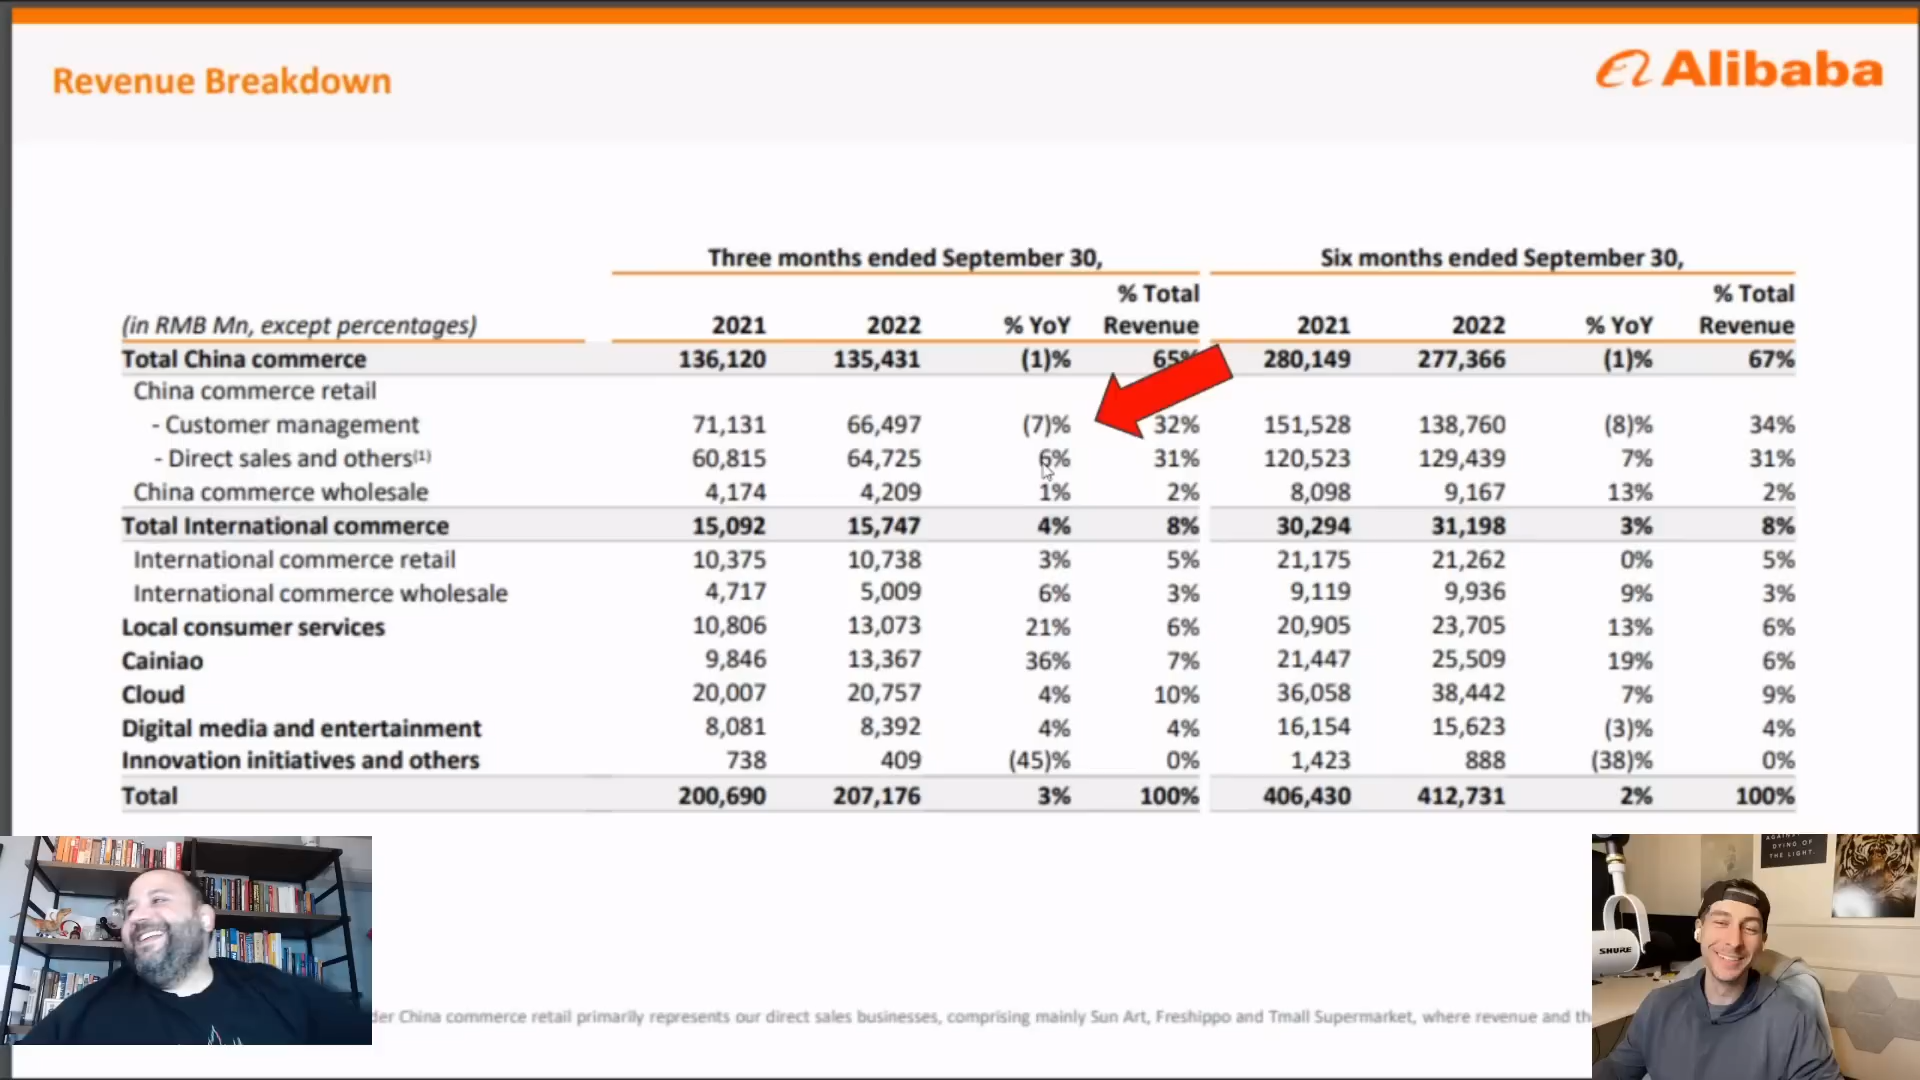 Revenue Breakdown
Alibaba
Three months ended September 30,
Six months ended September 30,
(in RMB Mn, except percentages) 2021 2022 % YoY % Total Revenue 2021 2022 % YoY % Total Revenue
Total China commerce 136,120 135,431 (1)% 65% 280,149 277,366 (1)% 67%
China commerce retail
- Customer management 71,131 66,497 (7)% 32% 151,528 138,760 (8)% 34%
- Direct sales and others(1) 60,815 64,725 6% 31% 120,523 129,439 7% 31%
China commerce wholesale 4,174 4,209 1% 2% 8,098 9,167 13% 2%
Total International commerce 15,092 15,747 4% 8% 30,294 31,198 3% 8%
International commerce retail 10,375 10,738 3% 5% 21,175 21,262 0% 5%
International commerce wholesale 4,717 5,009 6% 3% 9,119 9,936 9% 3%
Local consumer services 10,806 13,073 21% 6% 20,905 23,705 13% 6%
Cainiao 9,846 13,367 36% 7% 21,447 25,509 19% 6%
Cloud 20,007 20,757 4% 10% 36,058 38,442 7% 9%
Digital media and entertainment 8,081 8,392 4% 4% 16,154 15,623 (3)% 4%
Innovation initiatives and others 738 409 (45)% 0% 1,423 888 (38)% 0%
Total 200,690 207,176 3% 100% 406,430 412,731 2% 100%
DYING OF
THE LIGHT.
SHURE
China commerce retail primarily represents our direct sales businesses, comprising mainly Sun Art, Freshippo and Tmall Supermarket, where revenue and